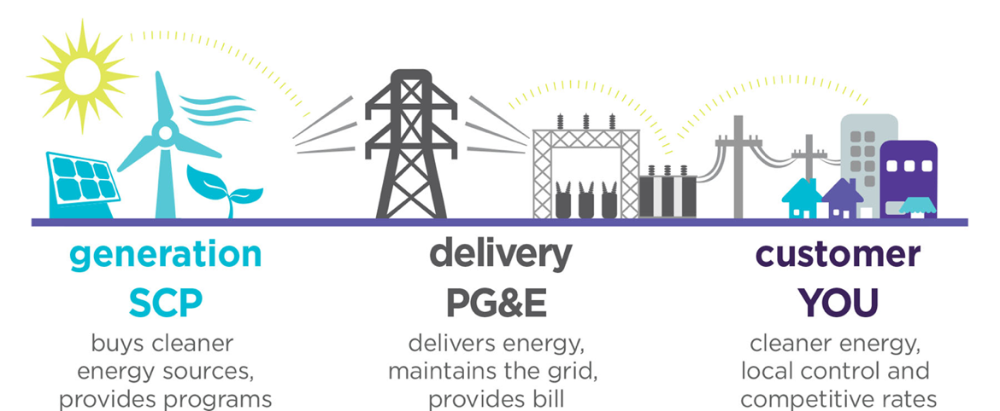 generation
SCP
buys cleaner
energy sources,
provides programs
delivery
PG&E
delivers energy,
maintains the grid,
provides bill
customer
YOU
cleaner energy,
local control and
competitive rates